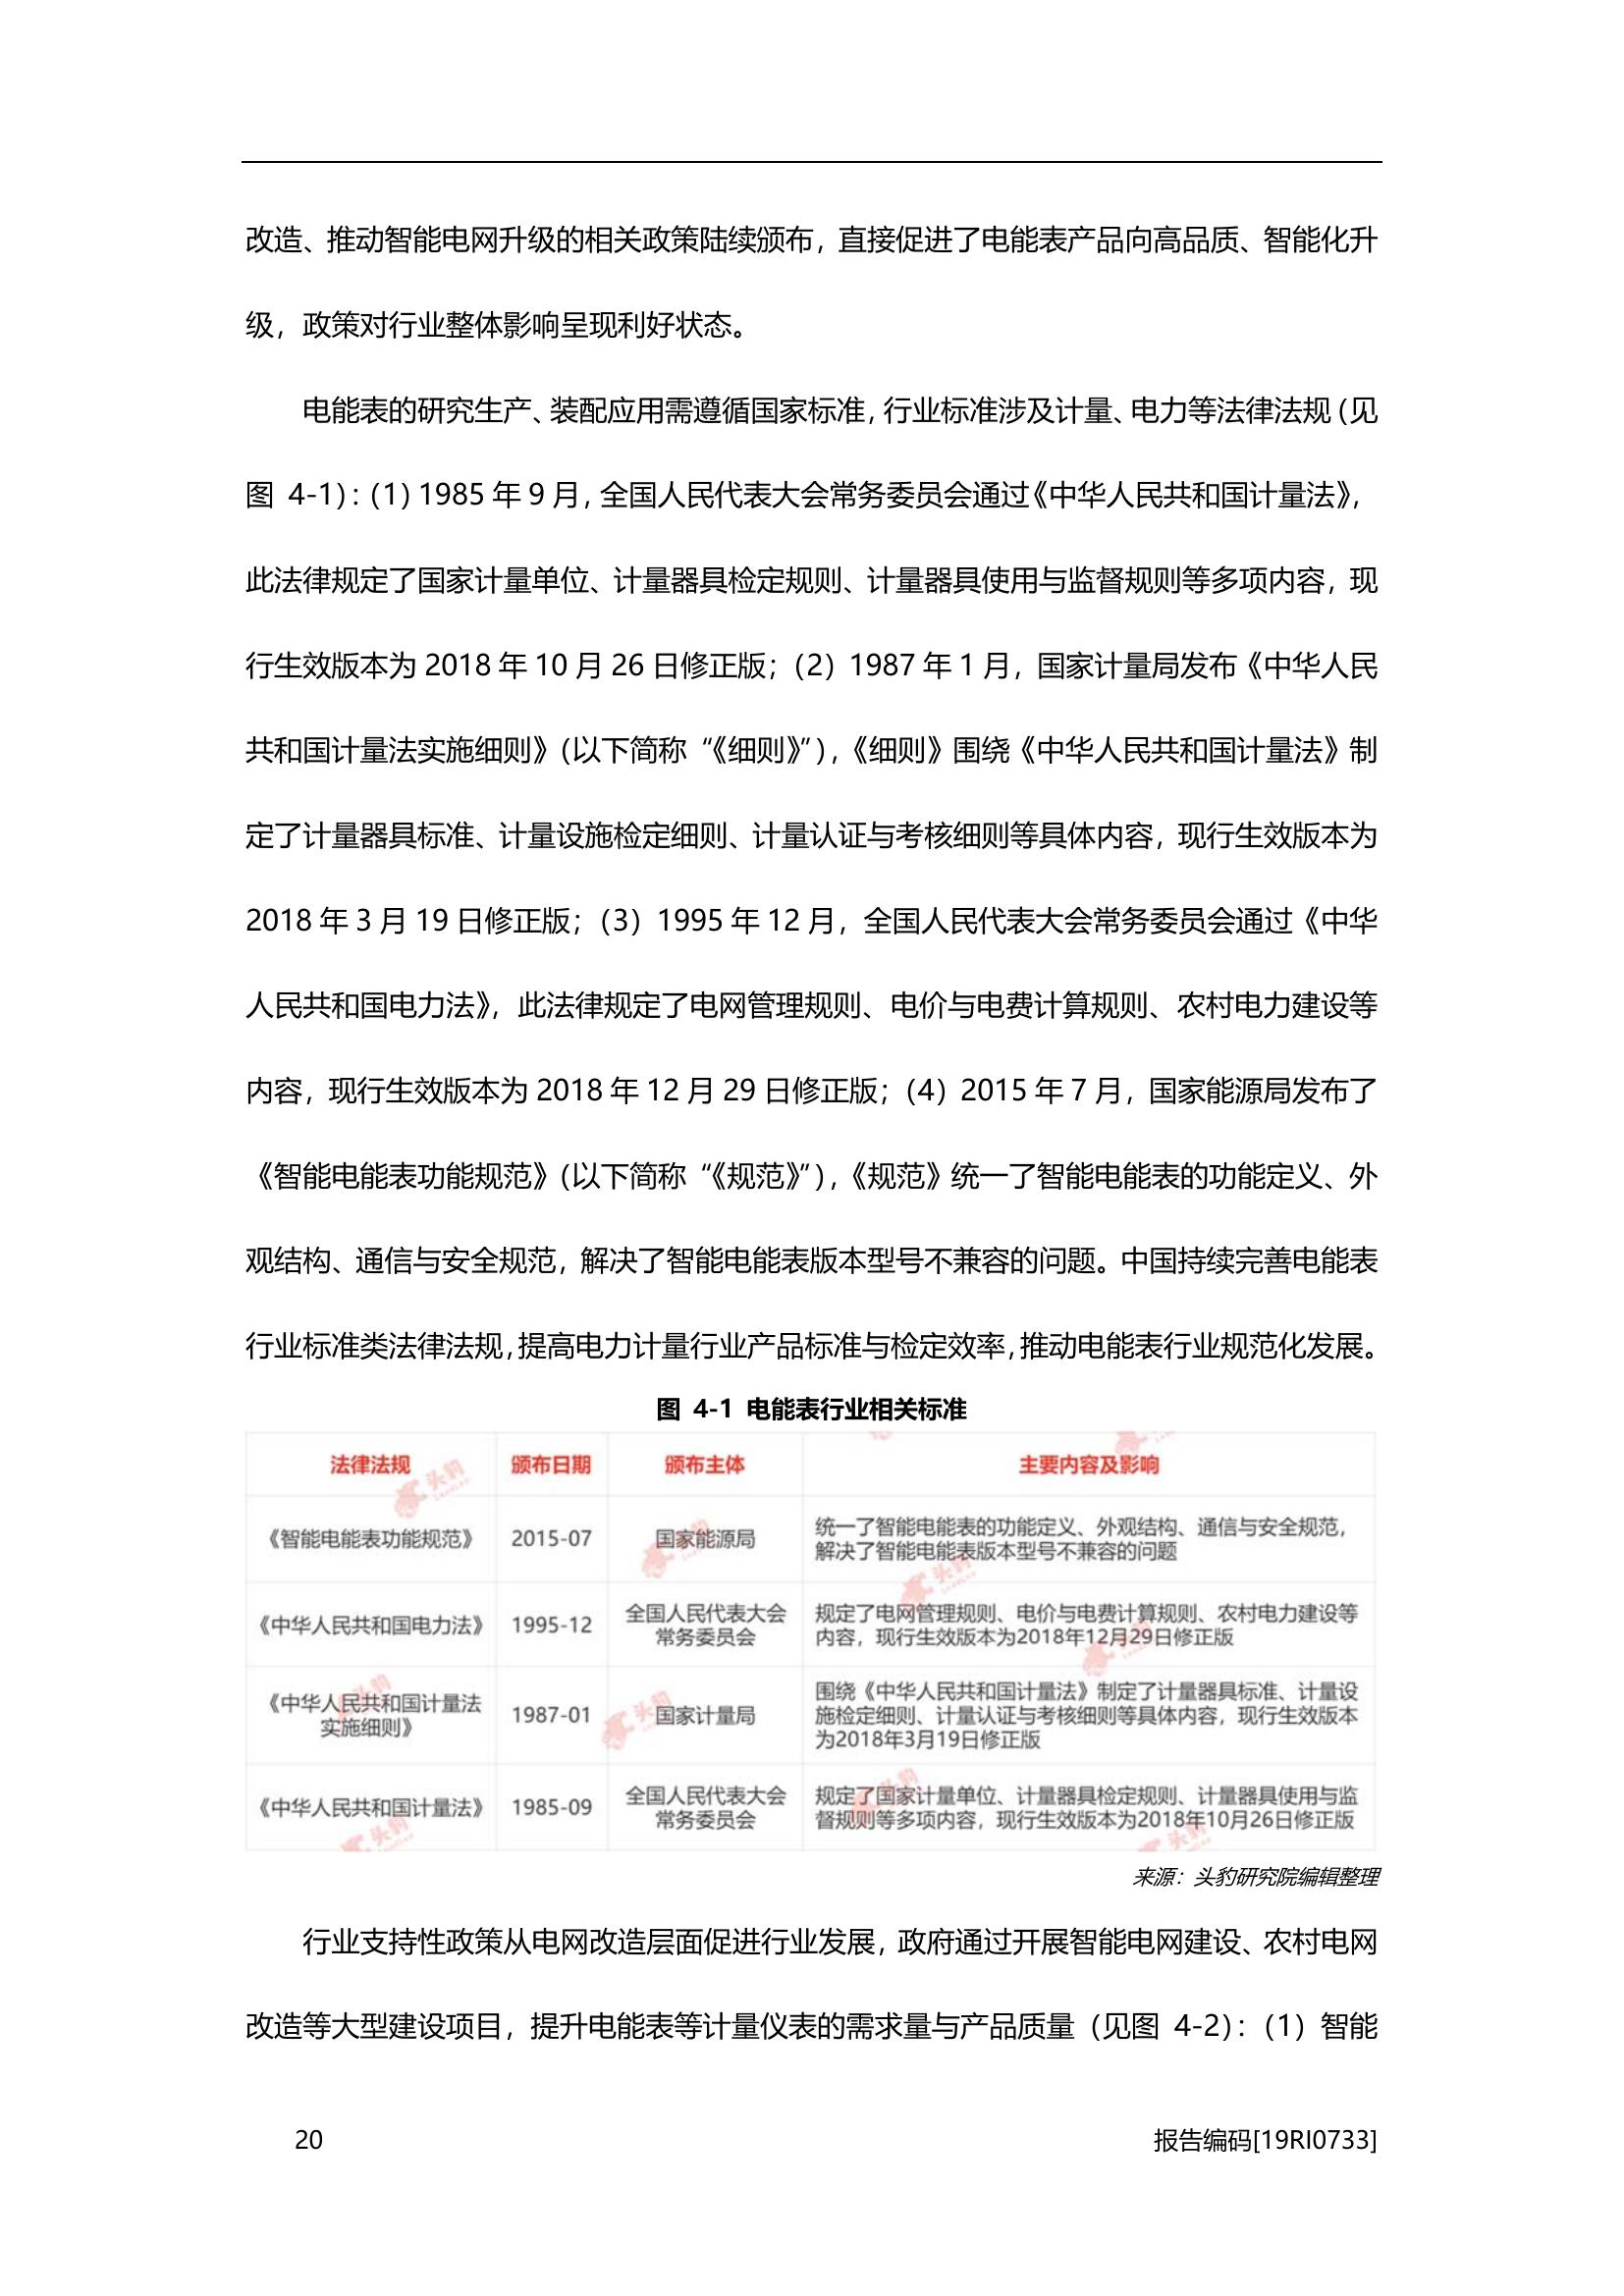 改造、推动智能电网升级的相关政策陆续颁布，直接促进了电能表产品向高品质、智能化升
级，政策对行业整体影响呈现利好状态。
电能表的研究生产、装配应用需遵循国家标准，行业标准涉及计量、电力等法律法规（见
图 4-1）：（1）1985 年 9 月，全国人民代表大会常务委员会通过《中华人民共和国计量法》，
此法律规定了国家计量单位、计量器具检定规则、计量器具使用与监督规则等多项内容，现
行生效版本为 2018 年 10 月 26 日修正版；（2）1987 年 1 月，国家计量局发布《中华人民
共和国计量法实施细则》（以下简称“《细则》”），《细则》围绕《中华人民共和国计量法》制
定了计量器具标准、计量设施检定细则、计量认证与考核细则等具体内容，现行生效版本为
2018 年 3 月 19 日修正版；（3）1995 年 12 月，全国人民代表大会常务委员会通过《中华
人民共和国电力法》，此法律规定了电网管理规则、电价与电费计算规则、农村电力建设等
内容，现行生效版本为 2018 年 12 月 29 日修正版；（4）2015 年 7 月，国家能源局发布了
《智能电能表功能规范》（以下简称“《规范》”），《规范》统一了智能电能表的功能定义、外
观结构、通信与安全规范，解决了智能电能表版本型号不兼容的问题。中国持续完善电能表
行业标准类法律法规，提高电力计量行业产品标准与检定效率，推动电能表行业规范化发展。
图 4-1 电能表行业相关标准
法律法规 颁布日期 颁布主体 主要内容及影响
《智能电能表功能规范》 2015-07 国家能源局 统一了智能电能表的功能定义、外观结构、通信与安全规范，
解决了智能电能表版本型号不兼容的问题
《中华人民共和国电力法》 1995-12 全国人民代表大会
常务委员会 规定了电网管理规则、电价与电费计算规则、农村电力建设等
内容，现行生效版本为2018年12月29日修正版
《中华人民共和国计量法
实施细则》 1987-01 国家计量局 围绕《中华人民共和国计量法》制定了计量器具标准、计量设
施检定细则、计量认证与考核细则等具体内容，现行生效版本
为2018年3月19日修正版
《中华人民共和国计量法》 1985-09 全国人民代表大会
常务委员会 规定了国家计量单位、计量器具检定规则、计量器具使用与监
督规则等多项内容，现行生效版本为2018年10月26日修正版
来源：头豹研究院编辑整理
行业支持性政策从电网改造层面促进行业发展，政府通过开展智能电网建设、农村电网
改造等大型建设项目，提升电能表等计量仪表的需求量与产品质量（见图 4-2）：（1）智能
20 报告编码[19RI0733]